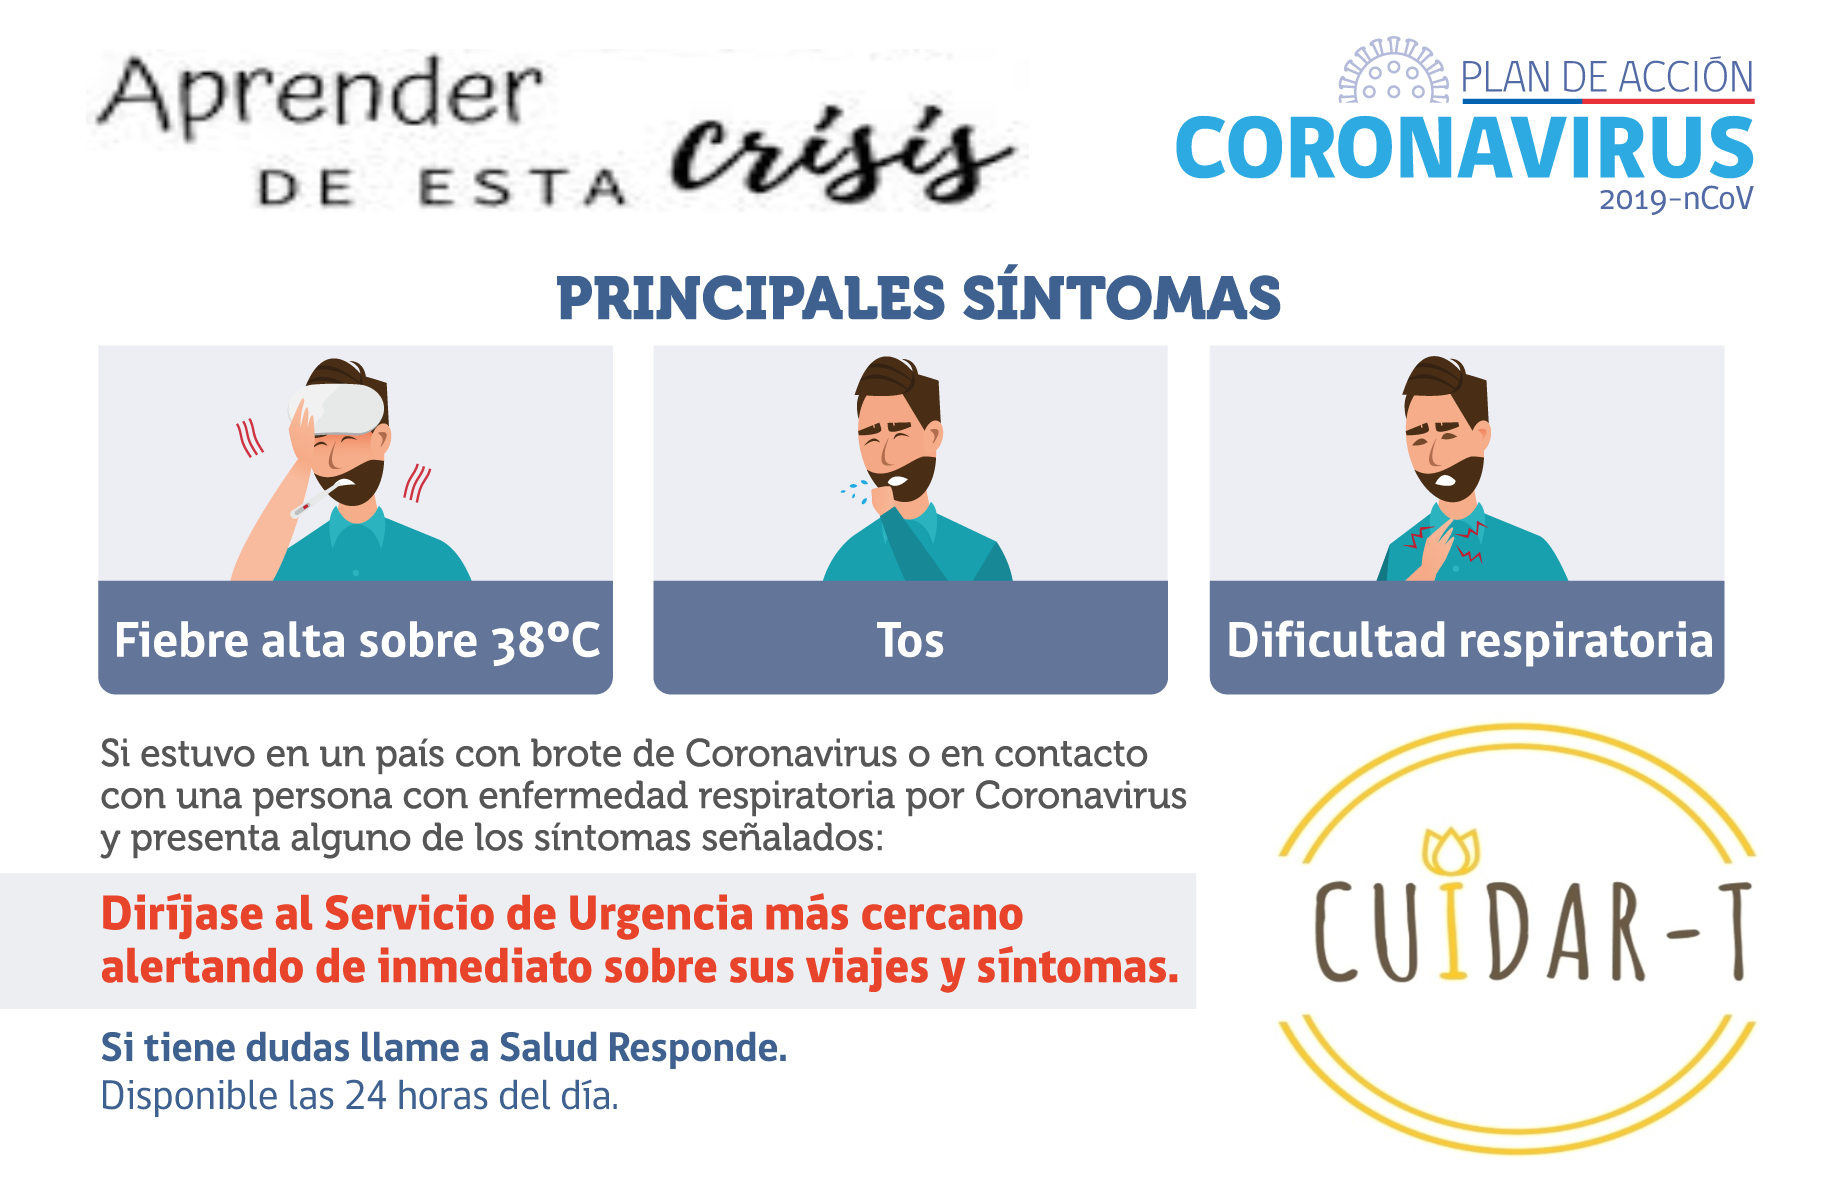 Aprender
DE ESTA crisis
PLAN DE ACCIÓN
CORONAVIRUS
2019-nCoV
PRINCIPALES SÍNTOMAS
Fiebre alta sobre 38ºC
Tos
Dificultad respiratoria
Si estuvo en un país con brote de Coronavirus o en contacto
con una persona con enfermedad respiratoria por Coronavirus
y presenta alguno de los síntomas señalados:
Diríjase al Servicio de Urgencia más cercano
alertando de inmediato sobre sus viajes y síntomas.
Si tiene dudas llame a Salud Responde.
Disponible las 24 horas del día.
CUIDAR-T